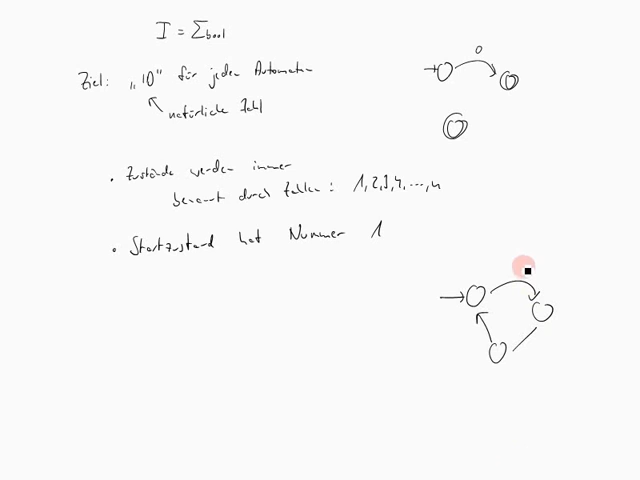 I = Σbool
Ziel: „ID" für jeden Automaten
natürliche Zahl
0
• Zustände werden immer
benannt durch Zahlen: 1,2,3,4,...,n
• Startzustand hat Nummer 1